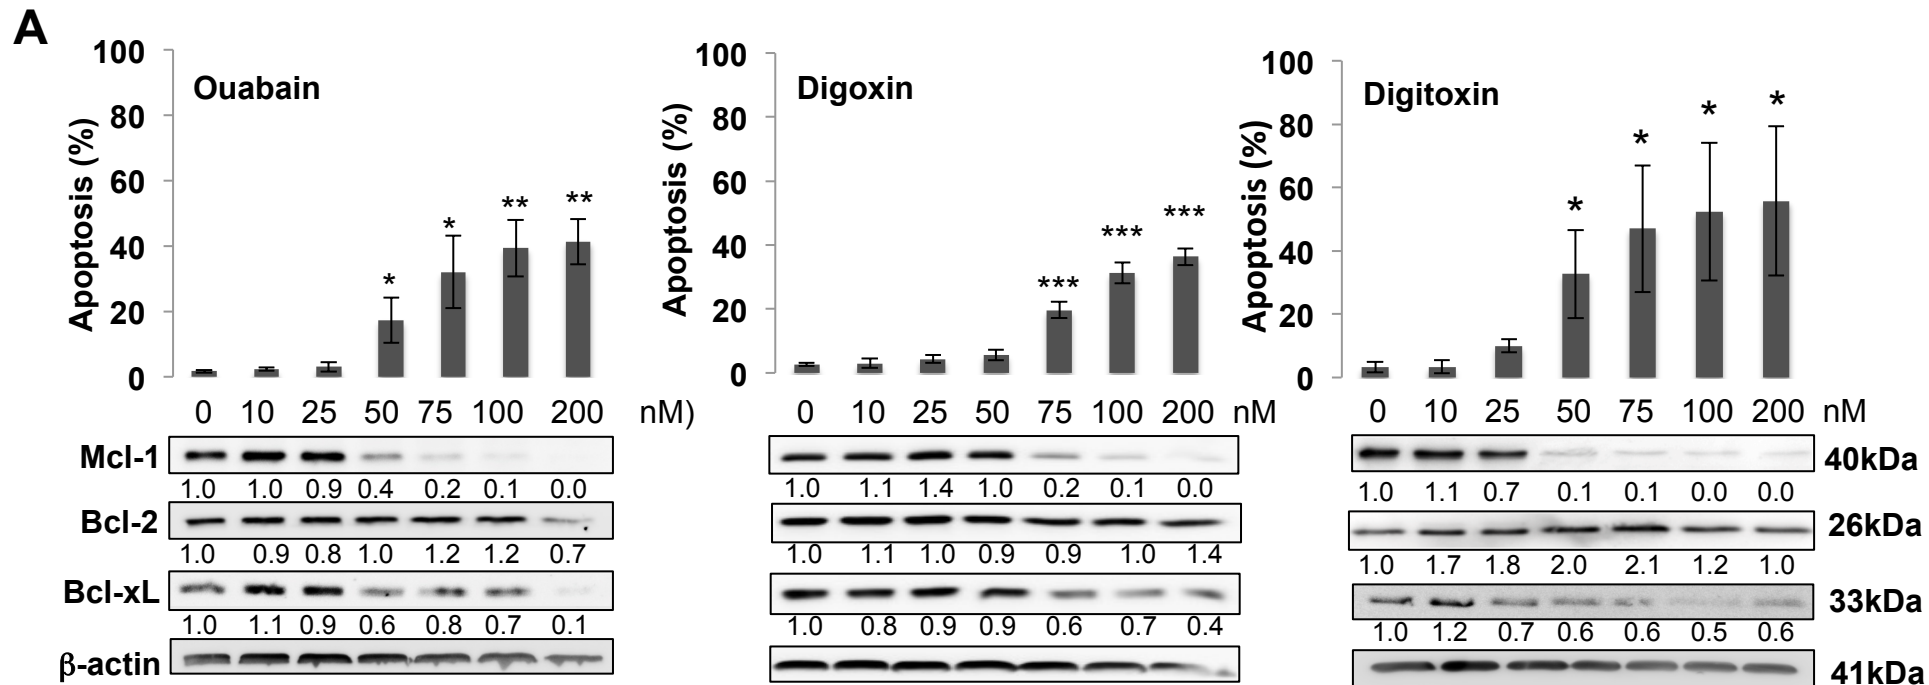 A
Ouabain
Apoptosis (%)
100
80
60
40
20
0
* * ** **
0 10 25 50 75 100 200 nM)
Digoxin
Apoptosis (%)
100
80
60
40
20
0
*** *** ***
0 10 25 50 75 100 200 nM
Digitoxin
Apoptosis (%)
100
80
60
40
20
0
* * * *
0 10 25 50 75 100 200 nM
Mcl-1 40kDa
1.0 1.0 0.9 0.4 0.2 0.1 0.0 1.0 1.1 1.4 1.0 0.2 0.1 0.0 1.0 1.1 0.7 0.1 0.1 0.0 0.0
Bcl-2 26kDa
1.0 0.9 0.8 1.0 1.2 1.2 0.7 1.0 1.1 1.0 0.9 0.9 1.0 1.4 1.0 1.7 1.8 2.0 2.1 1.2 1.0
Bcl-xL 33kDa
1.0 1.1 0.9 0.6 0.8 0.7 0.1 1.0 0.8 0.9 0.9 0.6 0.7 0.4 1.0 1.2 0.7 0.6 0.6 0.5 0.6
β-actin 41kDa